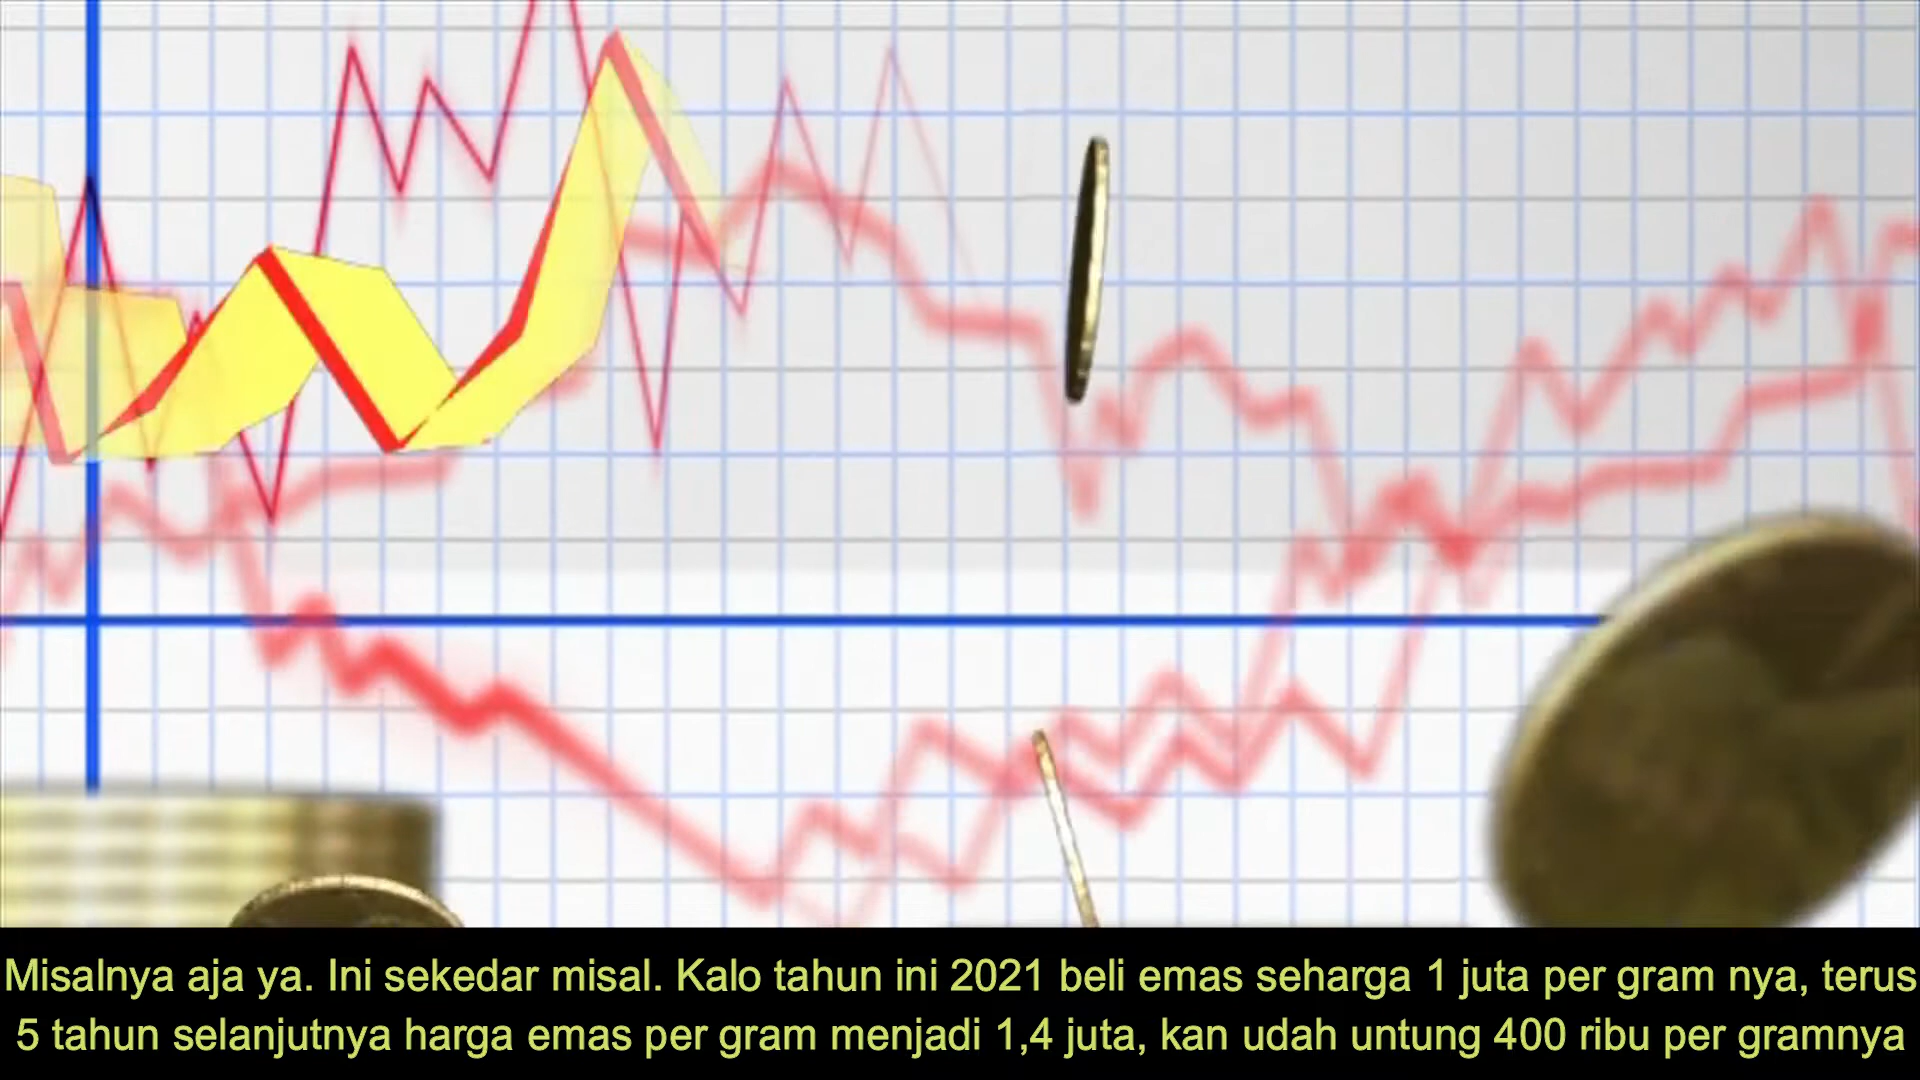 Misalnya aja ya. Ini sekedar misal. Kalo tahun ini 2021 beli emas seharga 1 juta per gram nya, terus
5 tahun selanjutnya harga emas per gram menjadi 1,4 juta, kan udah untung 400 ribu per gramnya